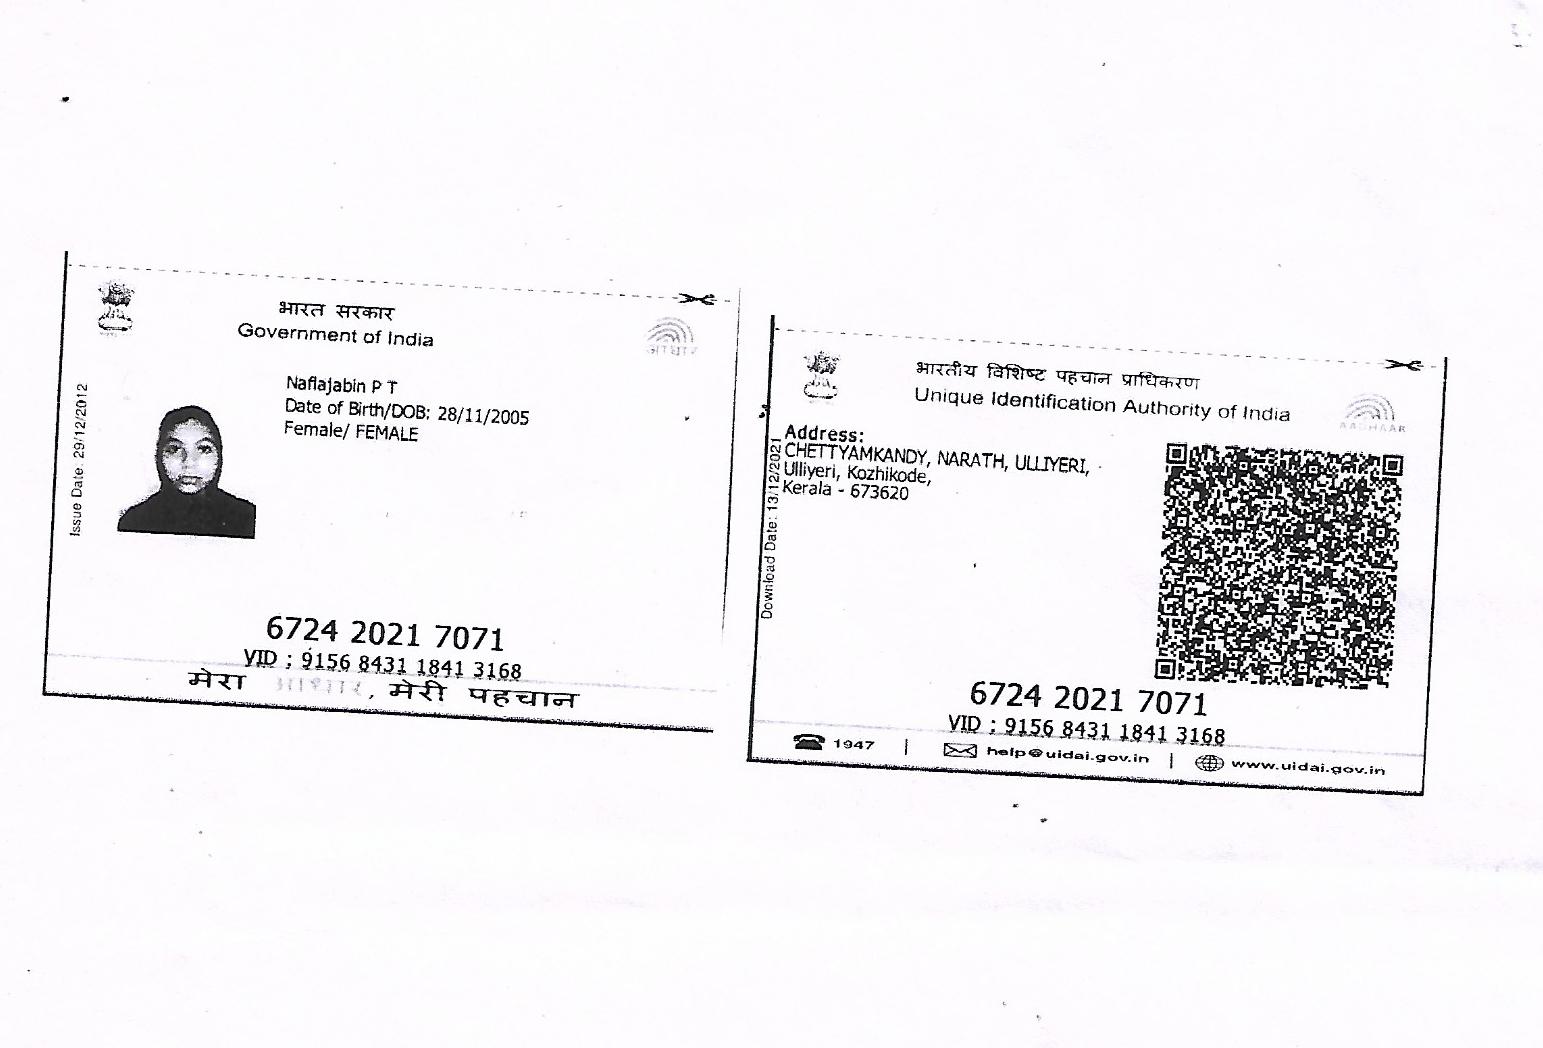 भारत सरकार
Government of India
आधार
Issue Date: 29/12/2012
Naflajabin P T
Date of Birth/DOB: 28/11/2005
Female/ FEMALE
6724 2021 7071
VID : 9156 8431 1841 3168
मेरा आधार, मेरी पहचान
भारतीय विशिष्ट पहचान प्राधिकरण
Unique Identification Authority of India
AADHAAR
Download Date: 13/12/2021
Address:
CHETTYAMKANDY, NARATH, ULLIYERI,
Ulliyeri, Kozhikode,
Kerala - 673620
6724 2021 7071
VID : 9156 8431 1841 3168
1947 | help@uidai.gov.in | www.uidai.gov.in